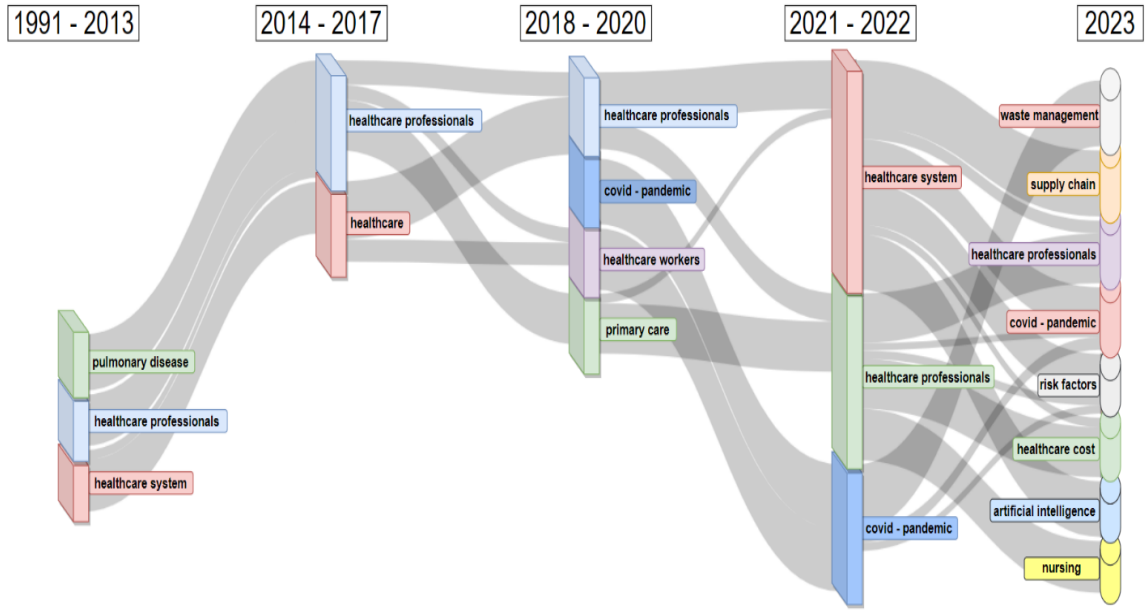 1991 - 2013
2014 - 2017
2018 - 2020
2021 - 2022
2023
pulmonary disease
healthcare professionals
healthcare system
healthcare professionals
healthcare
healthcare professionals
covid - pandemic
healthcare workers
primary care
healthcare system
healthcare professionals
covid - pandemic
waste management
supply chain
healthcare professionals
covid - pandemic
risk factors
healthcare cost
artificial intelligence
nursing